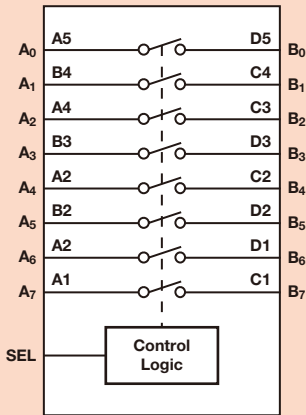 A₀ A5 D5 B₀
A₁ B4 C4 B₁
A₂ A4 C3 B₂
A₃ B3 D3 B₃
A₄ A2 C2 B₄
A₅ B2 D2 B₅
A₆ A2 D1 B₆
A₇ A1 C1 B₇
SEL
Control
Logic